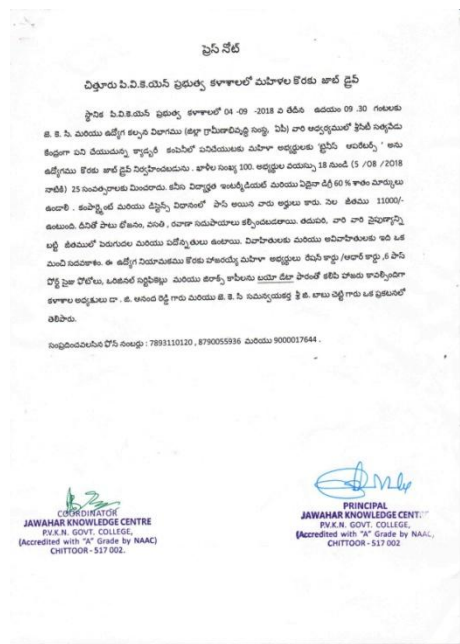 ప్రెస్ నోట్
చిత్తూరు పి.వి.కె.యెన్ ప్రభుత్వ కళాశాలలో మహిళల కొరకు జాబ్ డ్రైవ్
స్థానిక పి.వి.కె.యెన్ ప్రభుత్వ కళాశాలలో 04 -09 -2018 వ తేదిన ఉదయం 09 .30 గంటలకు
జె. కె. సి. మరియు ఉద్యోగ కల్పన విభాగము (జిల్లా గ్రామీణాభివృద్ధి సంస్థ, ఏపి) వారి ఆధ్వర్యములో శ్రీసిటి సత్యవేడు
కేంద్రంగా పని చేయుచున్న క్యాడ్బరీ కంపెనీలో పనిచేయుటకు మహిళా అభ్యర్థులకు 'ట్రైనీస్ ఆపరేటర్స్ ' అను
ఉద్యోగము కొరకు జాబ్ డ్రైవ్ నిర్వహించబడును . ఖాళీల సంఖ్య 100. అభ్యర్థుల వయస్సు 18 నుండి (5 /08 /2018
నాటికి) 25 సంవత్సరాలకు మించరాదు. కనీస విద్యార్హత ఇంటర్మీడియట్ మరియు ఏదైనా డిగ్రీ 60 % శాతం మార్కులు
ఉండాలి . కంపార్ట్మెంట్ మరియు డిస్టెన్స్ విధానంలో పాస్ అయిన వారు అర్హులు కారు. నెల జీతము 11000/-
ఉంటుంది. దీనితో పాటు భోజనం, వసతి , రవాణా సదుపాయాలు కల్పించబడతాయి. తదుపరి, వారి వారి నైపుణ్యాన్ని
బట్టి జీతములో పెరుగుదల మరియు పదోన్నతులు ఉంటాయి. వివాహితులకు మరియు అవివాహితులకు ఇది ఒక
మంచి సదవకాశం. ఈ ఉద్యోగ నియామకము కొరకు హాజరయ్యే మహిళా అభ్యర్థులు రేషన్ కార్డు /ఆధార్ కార్డు ,6 పాస్
పోర్ట్ సైజు ఫోటోలు, ఒరిజినల్ సర్టిఫికెట్లు మరియు జిరాక్స్ కాపీలను బయో డేటా ఫారంతో కలిసి హాజరు కావల్సిందిగా
కళాశాల అధ్యక్షులు డా . జి. ఆనంద రెడ్డి గారు మరియు జె. కె. సి సమన్వయకర్త శ్రీ జి. బాబు చెట్టి గారు ఒక ప్రకటనలో
తెలిపారు.
సంప్రదించవలసిన ఫోన్ నంబర్లు : 7893110120 , 8790055936 మరియు 9000017644 .
COORDINATOR
JAWAHAR KNOWLEDGE CENTRE
P.V.K.N. GOVT. COLLEGE,
(Accredited with "A" Grade by NAAC)
CHITTOOR - 517 002.
PRINCIPAL
JAWAHAR KNOWLEDGE CENT
P.V.K.N. GOVT. COLLEGE,
(Accredited with "A" Grade by NAAC,
CHITTOOR - 517 002